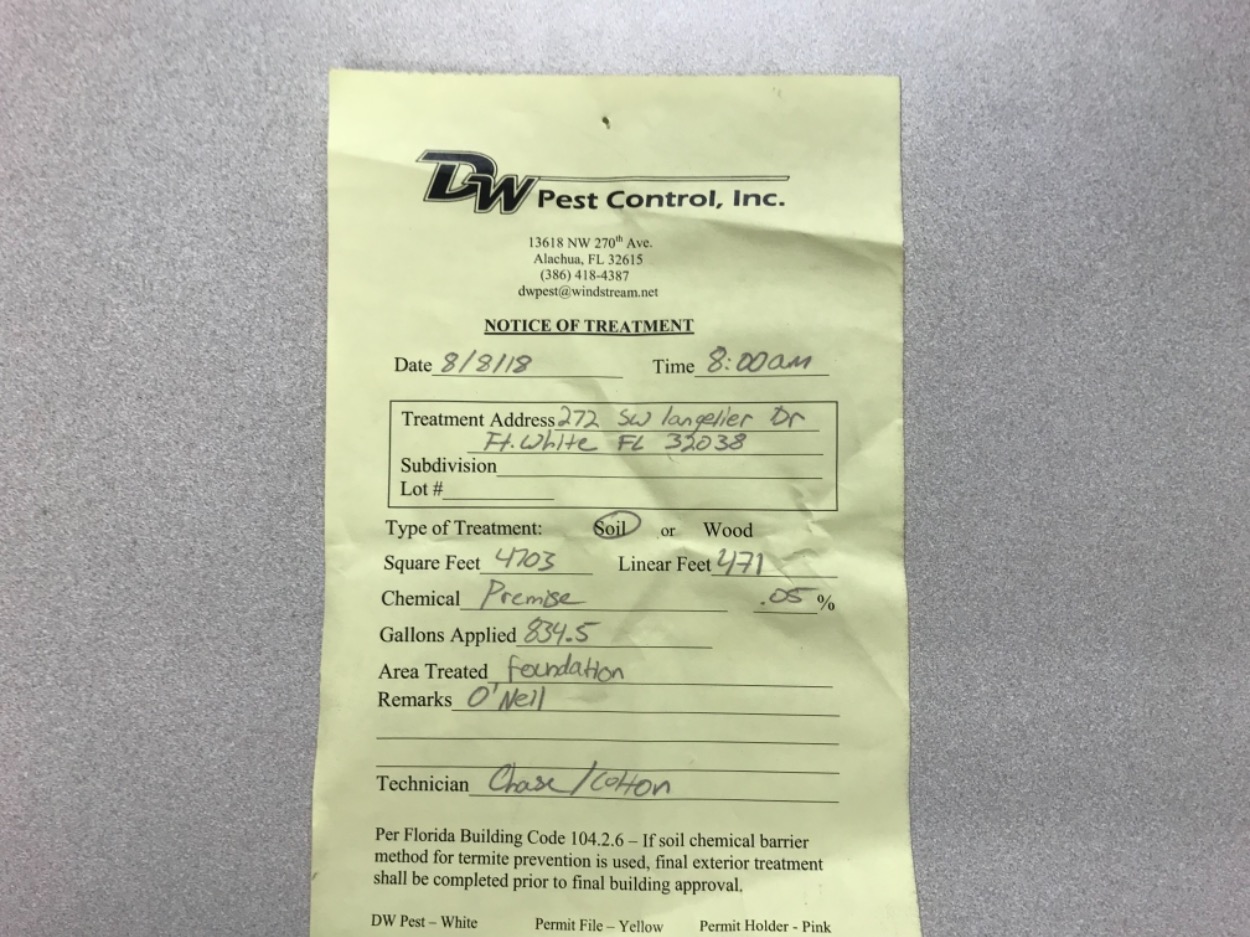 DW Pest Control, Inc.
13618 NW 270th Ave.
Alachua, FL 32615
(386) 418-4387
dwpest@windstream.net
NOTICE OF TREATMENT
Date 8/8/18 Time 8:00am
Treatment Address 272 SW langelier Dr
Ft. White FL 32038
Subdivision
Lot #
Type of Treatment: Soil or Wood
Square Feet 4703 Linear Feet 471
Chemical Premise .05 %
Gallons Applied 834.5
Area Treated foundation
Remarks O'Neil
Technician Chase/Colton
Per Florida Building Code 104.2.6 – If soil chemical barrier
method for termite prevention is used, final exterior treatment
shall be completed prior to final building approval.
DW Pest – White Permit File – Yellow Permit Holder - Pink